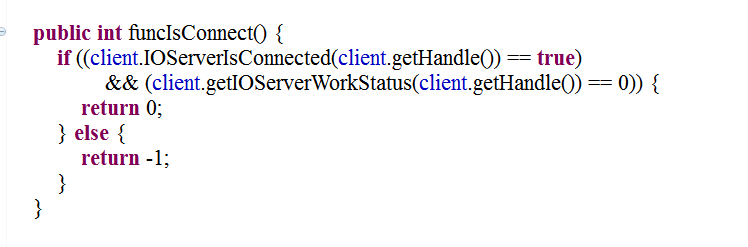 public int funcIsConnect() {
if ((client.IOServerIsConnected(client.getHandle()) == true)
&& (client.getIOServerWorkStatus(client.getHandle()) == 0)) {
return 0;
} else {
return -1;
}
}